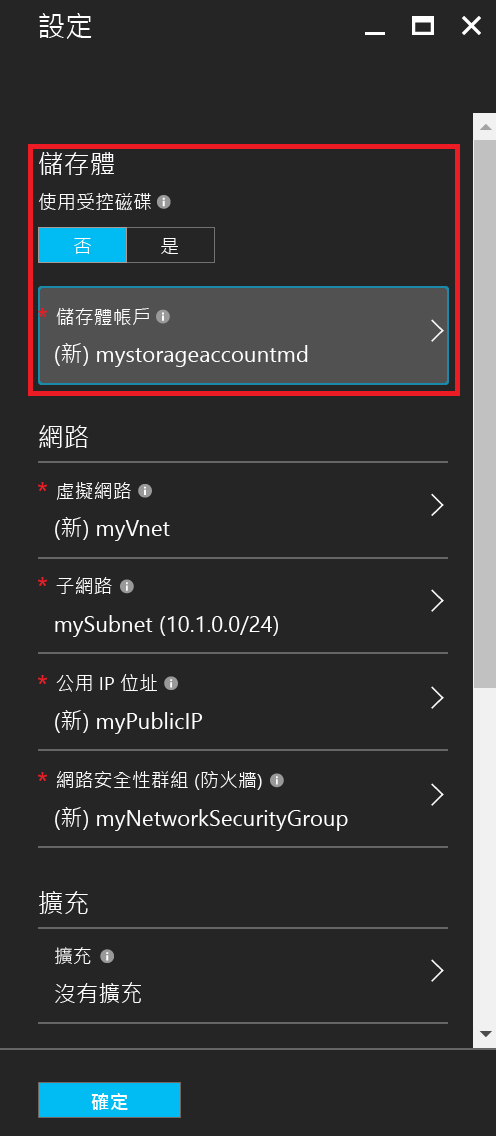 設定
儲存體
使用受控磁碟
否 是
* 儲存體帳戶
(新) mystorageaccountmd
網路
* 虛擬網路
(新) myVnet
* 子網路
mySubnet (10.1.0.0/24)
* 公用 IP 位址
(新) myPublicIP
* 網路安全性群組 (防火牆)
(新) myNetworkSecurityGroup
擴充
擴充
沒有擴充
確定